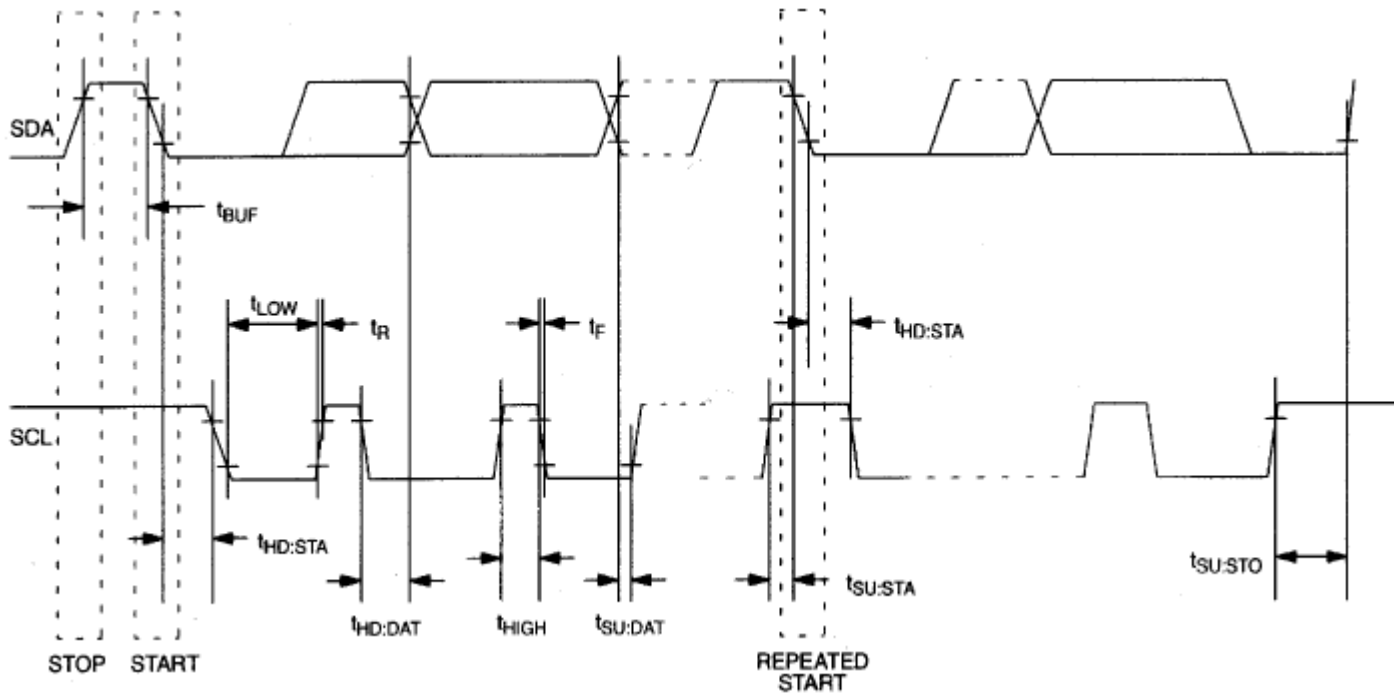 SDA
tBUF
tLOW
tR
tF
tHD:STA
SCL
tHD:STA
tSU:STA
tSU:STO
tHD:DAT
tHIGH
tSU:DAT
STOP
START
REPEATED
START